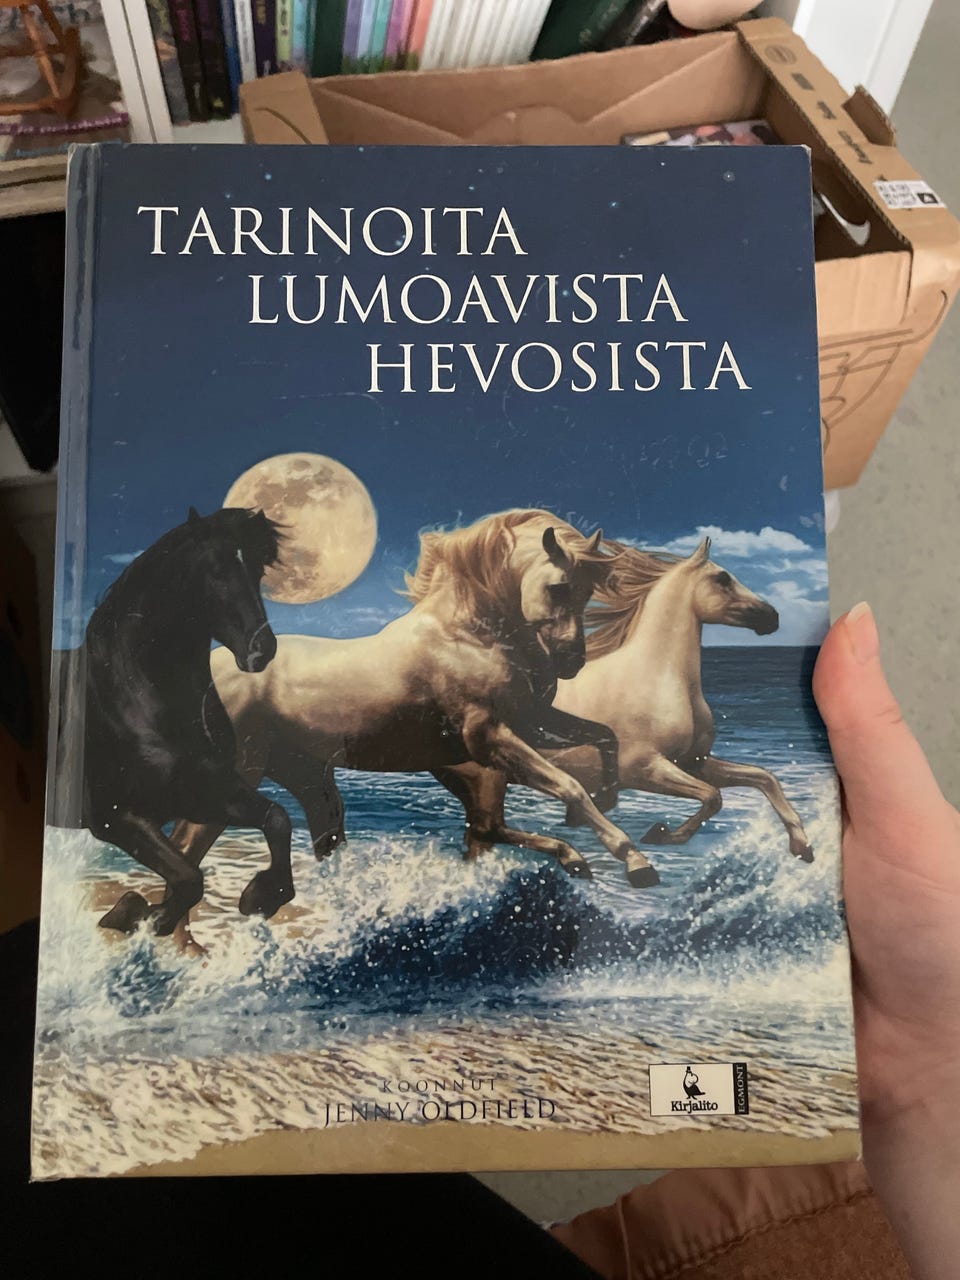 TARINOITA
LUMOAVISTA
HEVOSISTA
KOONNUT
JENNY OLDFIELD
Kirjalito
EGMONT